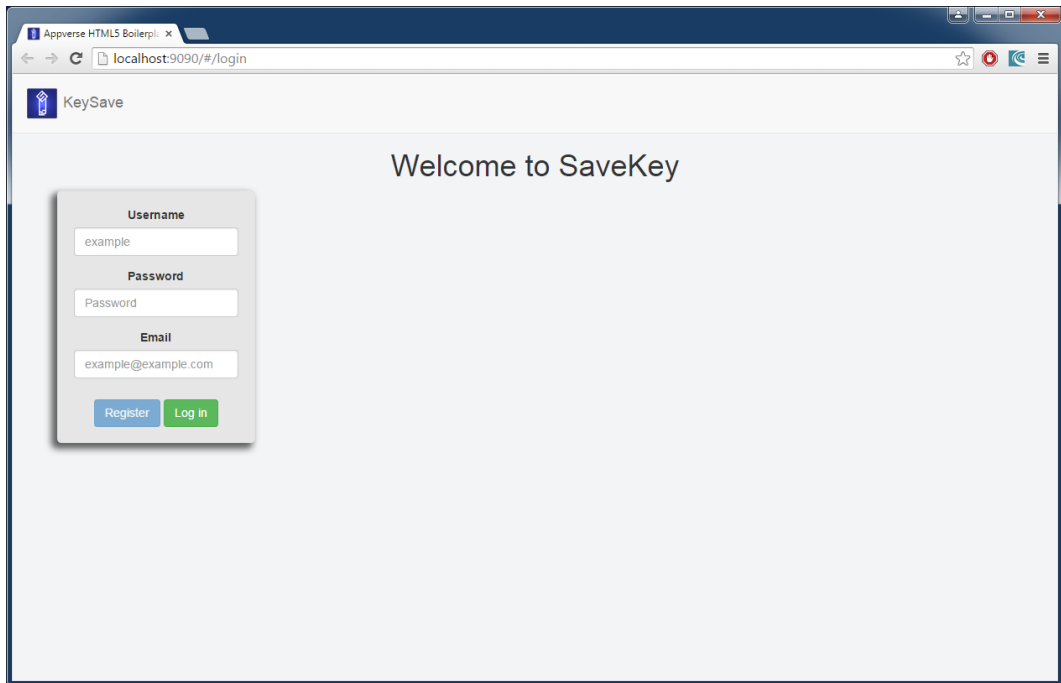 Appverse HTML5 Boilerpl
localhost:9090/#/login
KeySave
Welcome to SaveKey
Username
example
Password
Password
Email
example@example.com
Register Log in